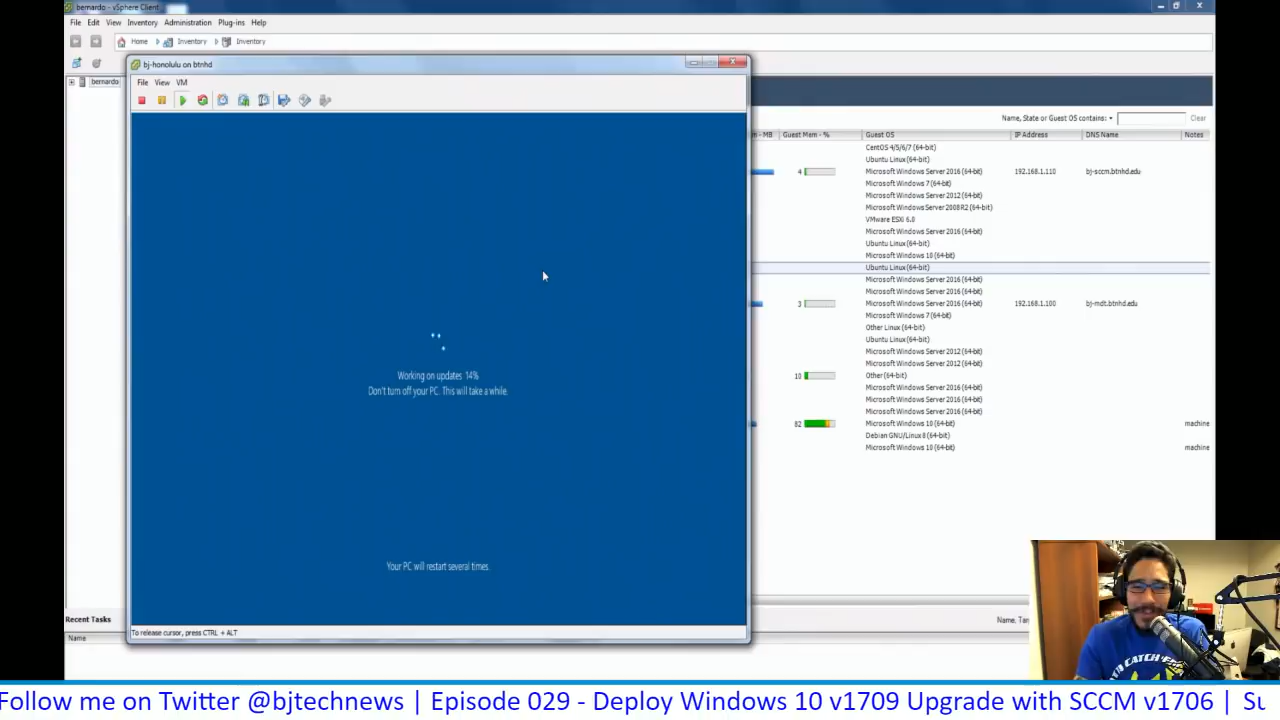 bernardo - vSphere Client
File Edit View Inventory Administration Plug-ins Help
Home Inventory Inventory
bernardo
bj-honolulu on btnhd
File View VM
Name, State or Guest OS contains: Clear
- MB Guest Mem - % Guest OS IP Address DNS Name Notes
CentOS 4/5/6/7 (64-bit)
Ubuntu Linux (64-bit)
4 Microsoft Windows Server 2016 (64-bit) 192.168.1.110 bj-sccm.btnhd.edu
Microsoft Windows 7 (64-bit)
Microsoft Windows Server 2012 (64-bit)
Microsoft Windows Server 2008 R2 (64-bit)
VMware ESXi 6.0
Microsoft Windows Server 2016 (64-bit)
Ubuntu Linux (64-bit)
Microsoft Windows 10 (64-bit)
Ubuntu Linux (64-bit)
Microsoft Windows Server 2016 (64-bit)
Microsoft Windows Server 2016 (64-bit)
3 Microsoft Windows Server 2016 (64-bit) 192.168.1.100 bj-mdt.btnhd.edu
Microsoft Windows 7 (64-bit)
Other Linux (64-bit)
Ubuntu Linux (64-bit)
Microsoft Windows Server 2012 (64-bit)
Microsoft Windows Server 2012 (64-bit)
10 Other (64-bit)
Microsoft Windows Server 2016 (64-bit)
Microsoft Windows Server 2016 (64-bit)
Microsoft Windows Server 2016 (64-bit)
82 Microsoft Windows 10 (64-bit) machine
Debian GNU/Linux 8 (64-bit)
Microsoft Windows 10 (64-bit) machine
Working on updates 14%
Don't turn off your PC. This will take a while.
Your PC will restart several times.
Recent Tasks
Name, Tar
Name
To release cursor, press CTRL + ALT
Follow me on Twitter @bjtechnews | Episode 029 - Deploy Windows 10 v1709 Upgrade with SCCM v1706 | Su